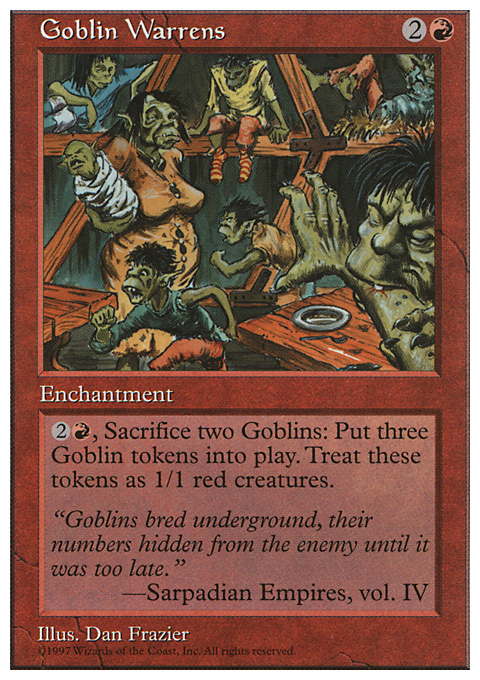 Goblin Warrens 2
Enchantment
2, Sacrifice two Goblins: Put three
Goblin tokens into play. Treat these
tokens as 1/1 red creatures.
“Goblins bred underground, their
numbers hidden from the enemy until it
was too late.”
—Sarpadian Empires, vol. IV
Illus. Dan Frazier
©1997 Wizards of the Coast, Inc. All rights reserved.